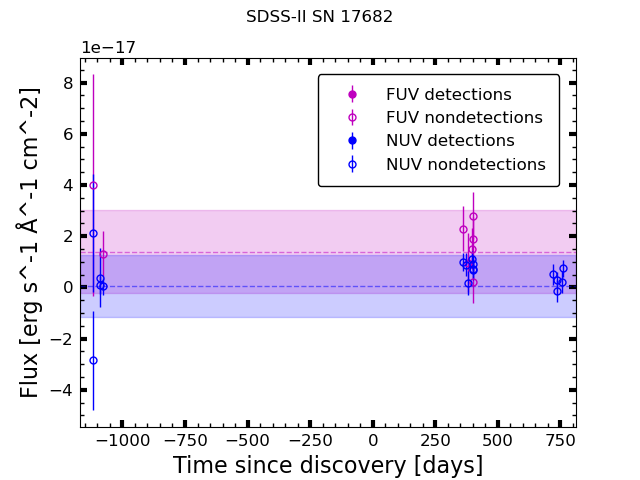 SDSS-II SN 17682
1e−17
FUV detections
FUV nondetections
NUV detections
NUV nondetections
8
6
4
2
0
−2
−4
Flux [erg s^-1 Å^-1 cm^-2]
−1000 −750 −500 −250 0 250 500 750
Time since discovery [days]